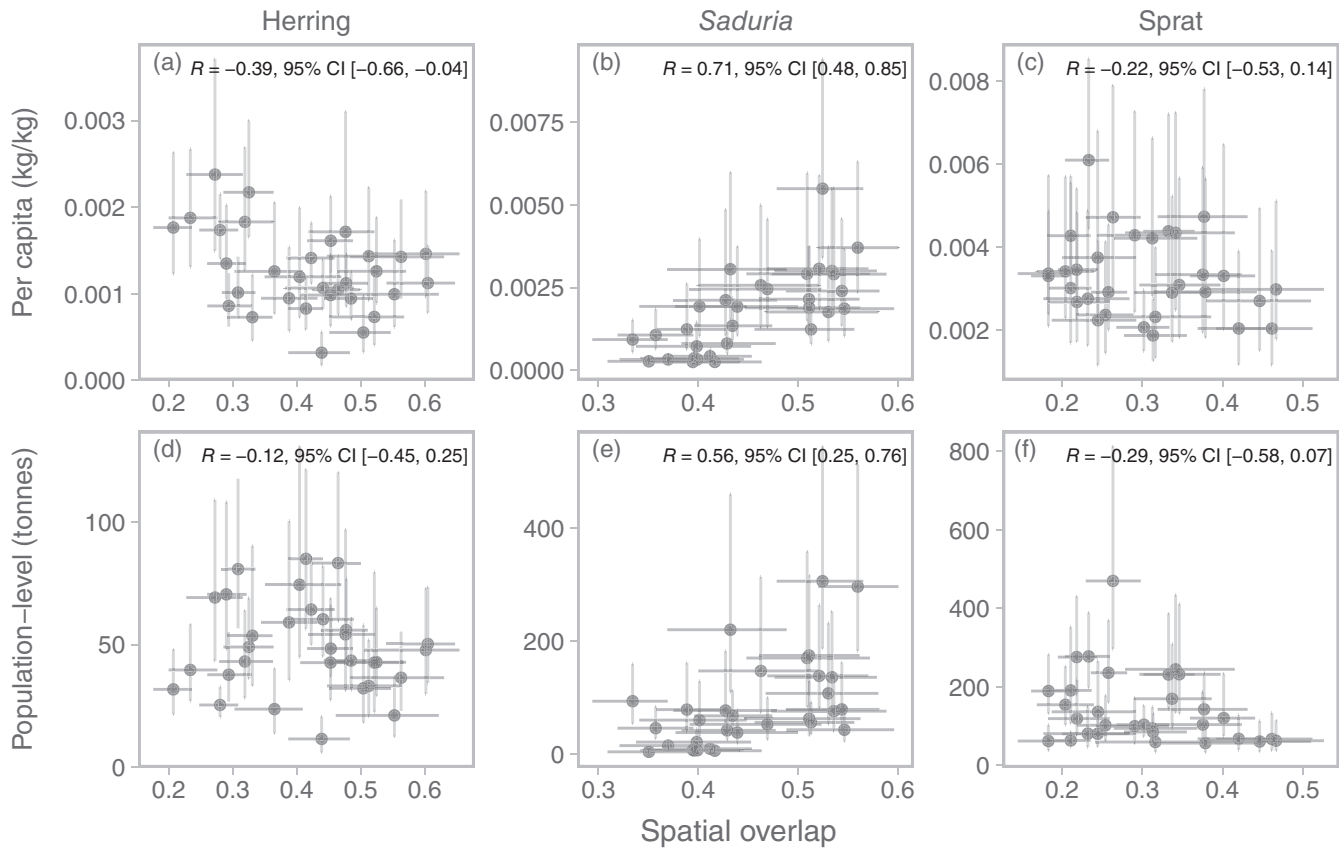 Herring
Saduria
Sprat
Per capita (kg/kg)
(a) R = −0.39, 95% CI [−0.66, −0.04]
0.003
0.002
0.001
0.000
0.2 0.3 0.4 0.5 0.6
(b) R = 0.71, 95% CI [0.48, 0.85]
0.0075
0.0050
0.0025
0.0000
0.3 0.4 0.5 0.6
(c) R = −0.22, 95% CI [−0.53, 0.14]
0.008
0.006
0.004
0.002
0.2 0.3 0.4 0.5
Population−level (tonnes)
(d) R = −0.12, 95% CI [−0.45, 0.25]
100
50
0
0.2 0.3 0.4 0.5 0.6
(e) R = 0.56, 95% CI [0.25, 0.76]
400
200
0
0.3 0.4 0.5 0.6
(f) R = −0.29, 95% CI [−0.58, 0.07]
800
600
400
200
0
0.2 0.3 0.4 0.5
Spatial overlap